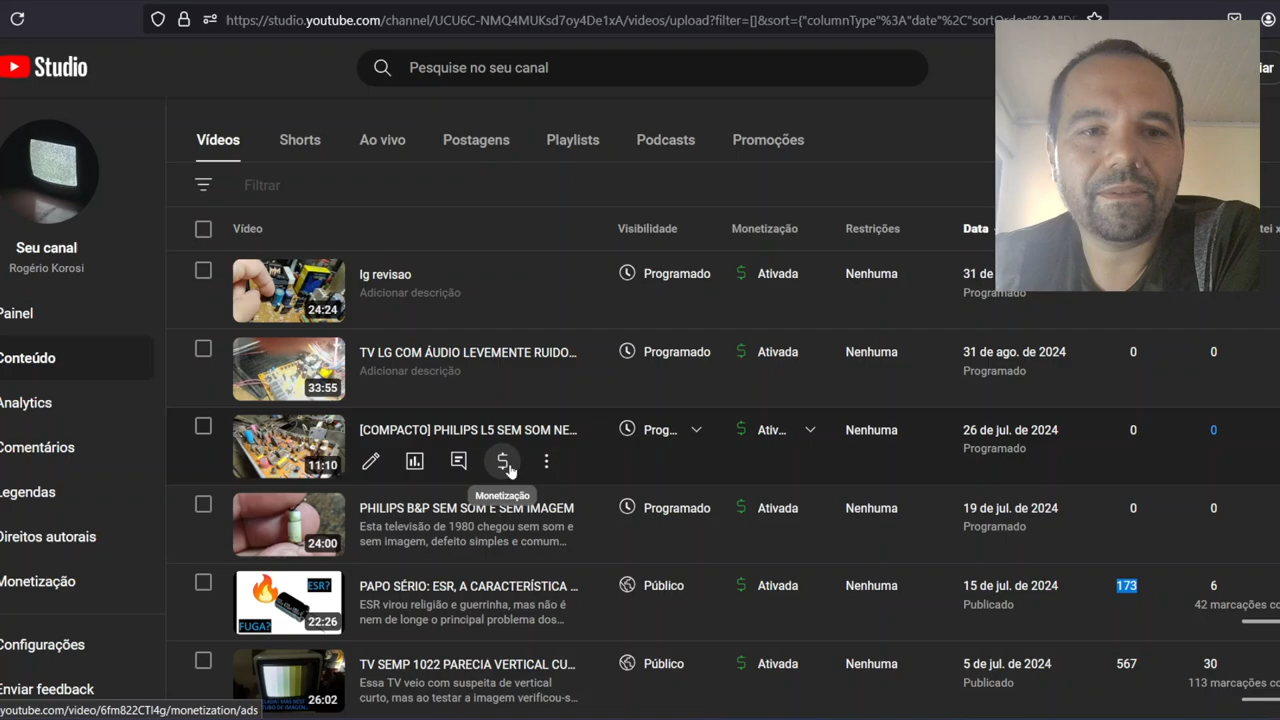 https://studio.youtube.com/channel/UCU6C-NMQ4MUKsd7oy4De1xA/videos/upload?filter=[]&sort={"columnType"%3A"date"%2C"sortOrder"%3A"D
Studio
Pesquise no seu canal
iar
Vídeos Shorts Ao vivo Postagens Playlists Podcasts Promoções
Filtrar
Seu canal
Rogério Korosi
Painel
Conteúdo
Analytics
Comentários
Legendas
Direitos autorais
Monetização
Configurações
Enviar feedback
Vídeo Visibilidade Monetização Restrições Data
lg revisao Programado Ativada Nenhuma 31 de
Adicionar descrição Programado
24:24
TV LG COM ÁUDIO LEVEMENTE RUIDO... Programado Ativada Nenhuma 31 de ago. de 2024 0 0
Adicionar descrição Programado
33:55
[COMPACTO] PHILIPS L5 SEM SOM NE... Prog... Ativ... Nenhuma 26 de jul. de 2024 0 0
Programado
11:10
Monetização
PHILIPS B&P SEM SOM E SEM IMAGEM Programado Ativada Nenhuma 19 de jul. de 2024 0 0
Esta televisão de 1980 chegou sem som e Programado
sem imagem, defeito simples e comum...
24:00
PAPO SÉRIO: ESR, A CARACTERÍSTICA ... Público Ativada Nenhuma 15 de jul. de 2024 173 6
ESR virou religião e guerrinha, mas não é Publicado 42 marcações co
nem de longe o principal problema dos...
ESR?
FUGA?
22:26
TV SEMP 1022 PARECIA VERTICAL CU... Público Ativada Nenhuma 5 de jul. de 2024 567 30
Essa TV veio com suspeita de vertical Publicado 113 marcações co
curto, mas ao testar a imagem verificou-s...
26:02
youtube.com/video/6fm822CTI4g/monetization/ads